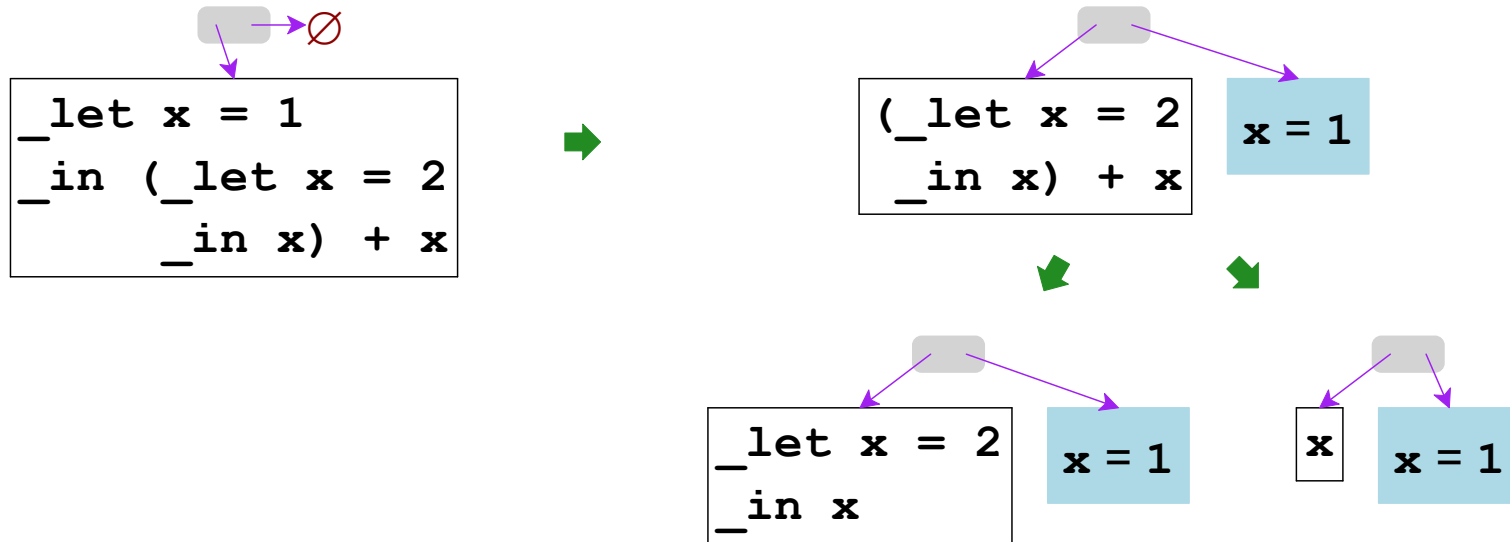 ∅
_let x = 1
_in (_let x = 2
_in x) + x
(_let x = 2
_in x) + x
x = 1
_let x = 2
_in x
x = 1
x
x = 1